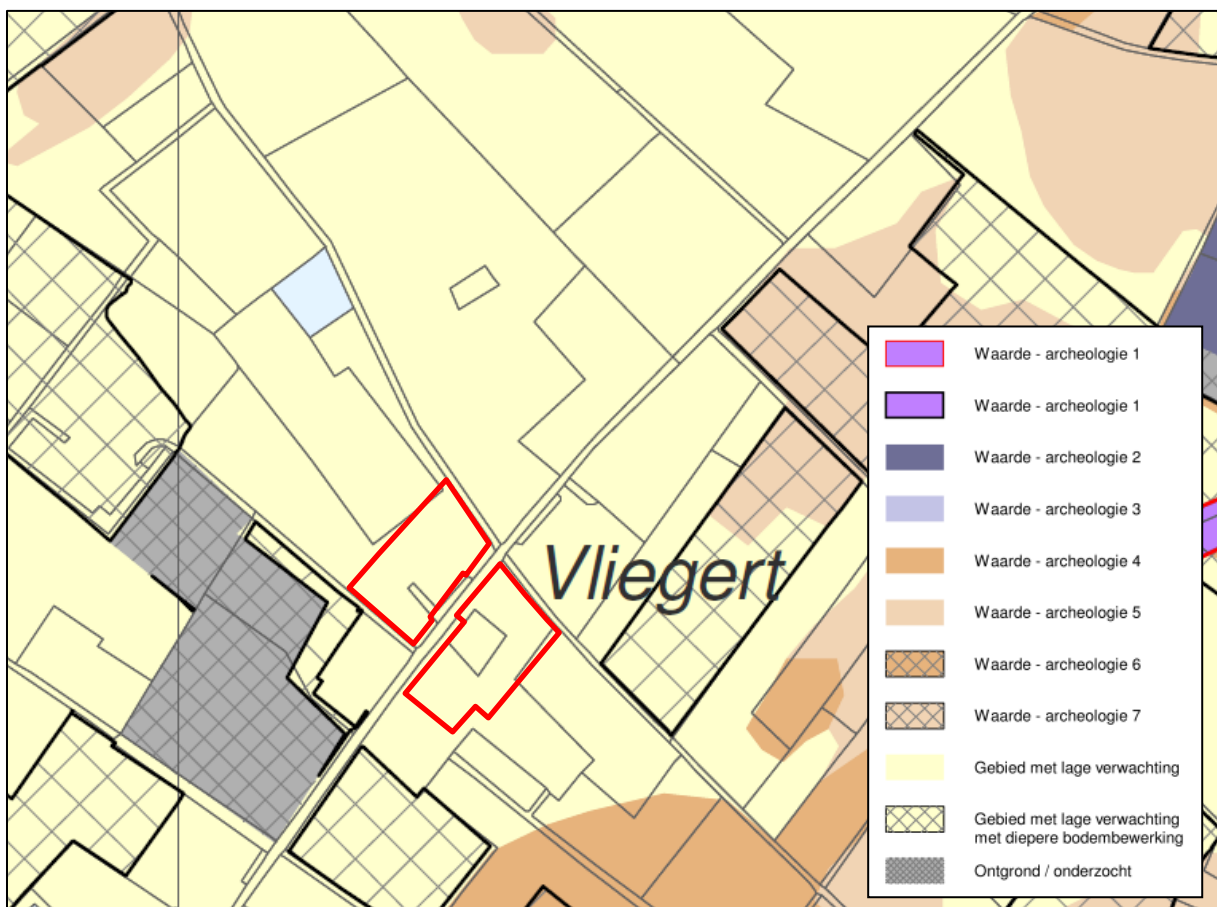 Vliegert
Waarde - archeologie 1
Waarde - archeologie 1
Waarde - archeologie 2
Waarde - archeologie 3
Waarde - archeologie 4
Waarde - archeologie 5
Waarde - archeologie 6
Waarde - archeologie 7
Gebied met lage verwachting
Gebied met lage verwachting
met diepere bodembewerking
Ontgrond / onderzocht